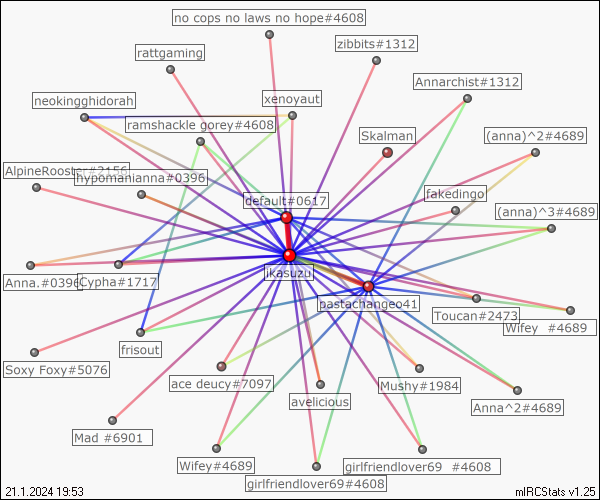 no cops no laws no hope#4608
zibbits#1312
rattgaming
Annarchist#1312
neokingghidorah
xenoyaut
ramshackle gorey#4608
Skalman
(anna)^2#4689
AlpineRooster#2156
hypomanianna#0396
default#0617
fakedingo
(anna)^3#4689
Anna.#0396
Cypha#1717
jkasuzu
pastachangeo41
Toucan#2473
Wifey #4689
frisout
Soxy Foxy#5076
ace deucy#7097
Mushy#1984
avelicious
Anna^2#4689
Mad #6901
Wifey#4689
girlfriendlover69 #4608
girlfriendlover69#4608
21.1.2024 19:53
mIRCStats v1.25